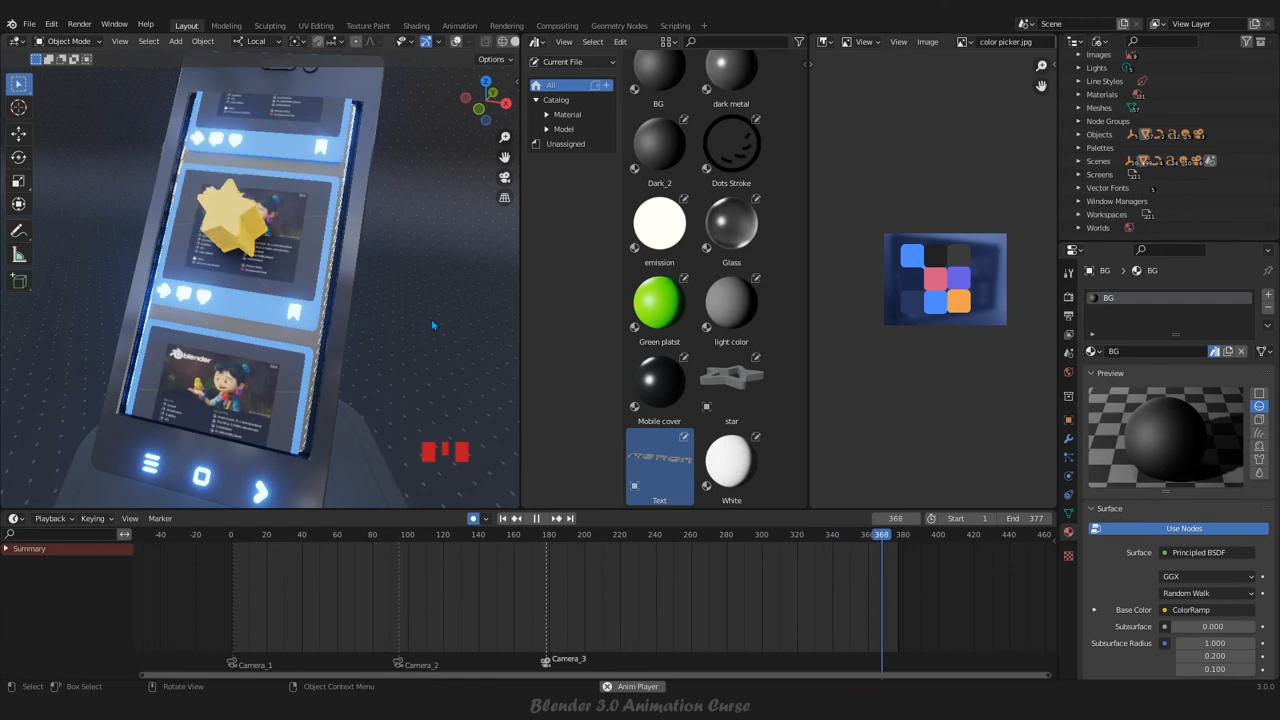 File Edit Render Window Help
Layout Modeling Sculpting UV Editing Texture Paint Shading Animation Rendering Compositing Geometry Nodes Scripting +
Scene
View Layer
Object Mode View Select Add Object Local
Options
View Select Edit
Current File
All
Catalog
Material
Model
Unassigned
BG
dark metal
Dark_2
Dots Stroke
emission
Glass
Green platst
light color
Mobile cover
star
Text
White
View View Image color picker.jpg
Images
Lights
Line Styles
Materials
Meshes
Node Groups
Objects
Palettes
Scenes
Screens
Vector Fonts
Window Managers
Workspaces
Worlds
BG BG
BG
BG
Preview
Surface
Use Nodes
Surface Principled BSDF
GGX
Random Walk
Base Color ColorRamp
Subsurface 0.000
Subsurface Radius 1.000
0.200
0.100
blender
Playback Keying View Marker
368 Start 1 End 377
-40 -20 0 20 40 60 80 100 120 140 160 180 200 220 240 260 280 300 320 340 368 380 400 420 440 460
Summary
Camera_1
Camera_2
Camera_3
Select Box Select Rotate View Object Context Menu Anim Player 3.0.0
Blender 3.0 Animation Curse